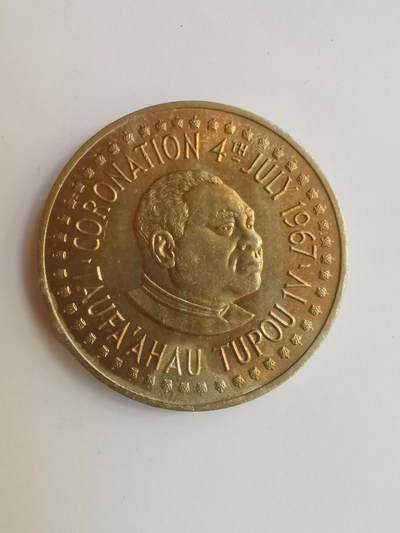 · CORONATION 4TH JULY 1967 ·
TAUFA'AHAU TUPOU IV